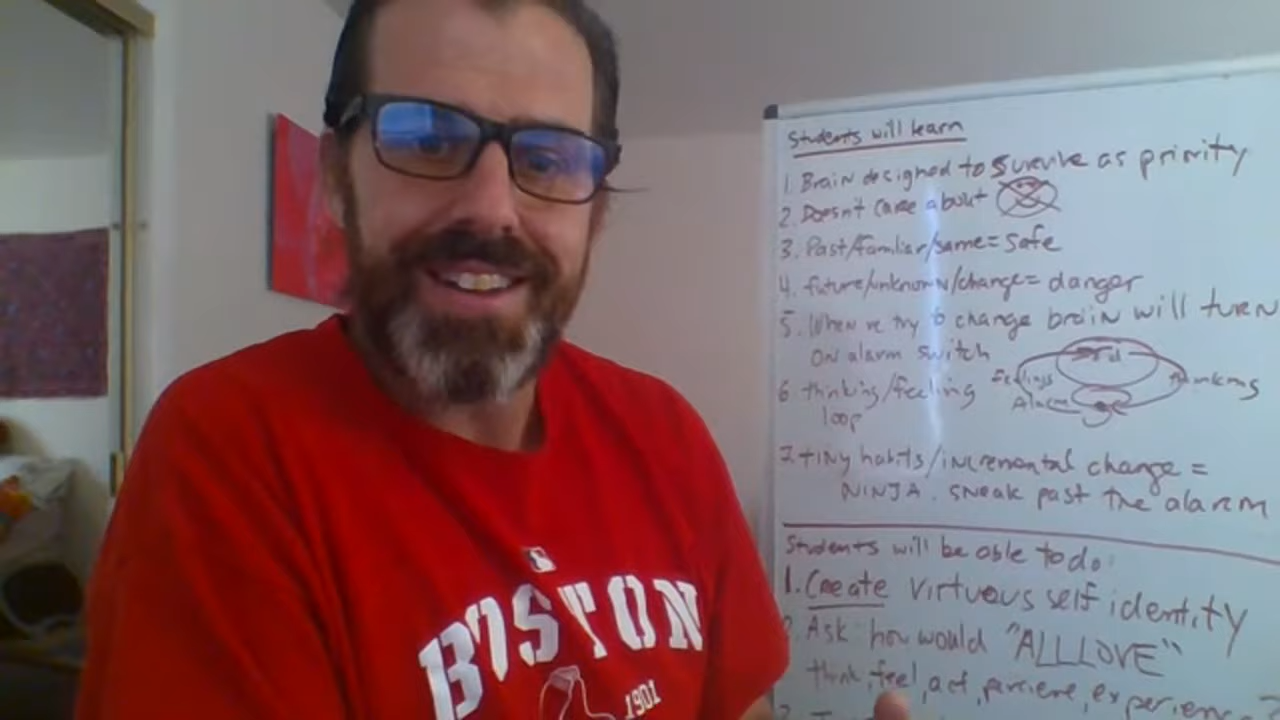 Students will learn
1. Brain designed to survive as priority
2. Doesn't care about
3. Past/familiar/same = safe
4. future/unknown/change = danger
5. When we try to change brain will turn
ON alarm switch
6 thinking/feeling
loop
Feelings
Alarm
7. tiny habits/incremental change =
NINJA. sneak past the alarm
Students will be able to do:
1. Create virtuous self identity
2. Ask how would "ALLLOVE"
think, feel, act, perceive, experience?
BOSTON
1901